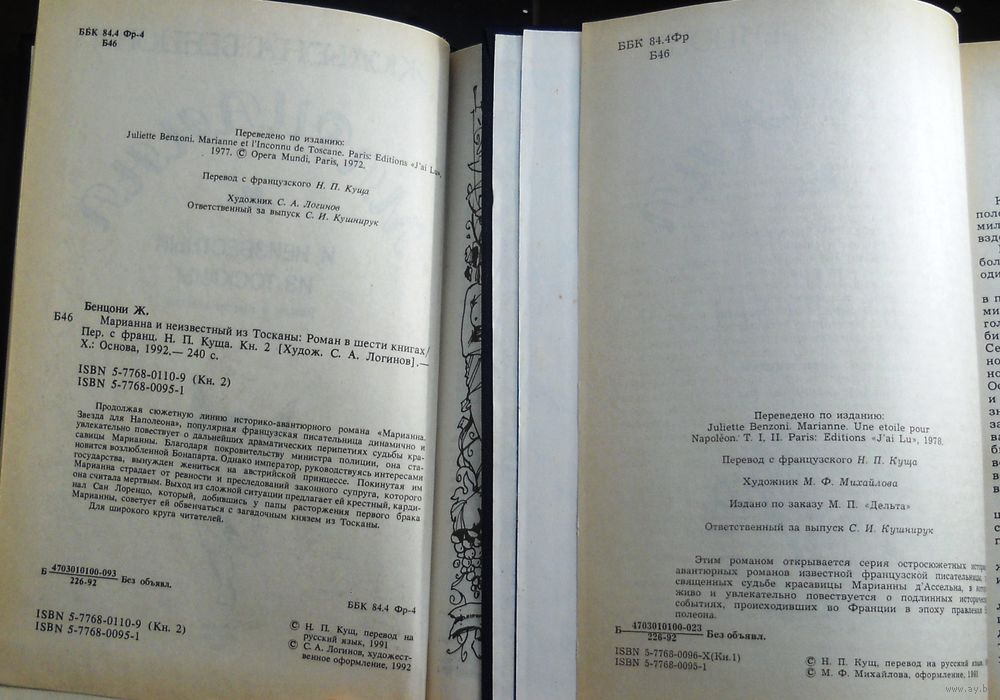 ББК 84.4 Фр-4
Б46
Переведено по изданию:
Juliette Benzoni. Marianne et l'Inconnu de Toscane. Paris: Editions «J'ai Lu»,
1977. © Opera Mundi, Paris, 1972.
Перевод с французского Н. П. Куща
Художник С. А. Логинов
Ответственный за выпуск С. И. Кушнирук
Бенцони Ж.
Б46 Марианна и неизвестный из Тосканы: Роман в шести книгах/
Пер. с франц. Н. П. Куща. Кн. 2 [Худож. С. А. Логинов].—
Х.: Основа, 1992.— 240 с.
ISBN 5-7768-0110-9 (Кн. 2)
ISBN 5-7768-0095-1
Продолжая сюжетную линию историко-авантюрного романа «Марианна.
Звезда для Наполеона», популярная французская писательница динамично и
увлекательно повествует о дальнейших драматических перипетиях судьбы кра-
савицы Марианны. Благодаря покровительству министра полиции, она ста-
новится возлюбленной Бонапарта. Однако император, руководствуясь интересами
государства, вынужден жениться на австрийской принцессе. Покинутая им
Марианна страдает от ревности и преследований законного супруга, которого
она считала мертвым. Выход из сложной ситуации предлагает ей крестный, карди-
нал Сан Лоренцо, который, добившись у папы расторжения первого брака
Марианны, советует ей обвенчаться с загадочным князем из Тосканы.
Для широкого круга читателей.
Б 4703010100-093
226-92
Без объявл.
ББК 84.4 Фр-4
ISBN 5-7768-0110-9 (Кн. 2)
ISBN 5-7768-0095-1
© Н. П. Кущ, перевод на
русский язык, 1991
© С. А. Логинов, художест-
венное оформление, 1992
ББК 84.4Фр
Б46
Переведено по изданию:
Juliette Benzoni. Marianne. Une etoile pour
Napoléon. T. I, II. Paris: Editions «J'ai Lu», 1978.
Перевод с французского Н. П. Куща
Художник М. Ф. Михайлова
Издано по заказу М. П. «Дельта»
Ответственный за выпуск С. И. Кушнирук
Этим романом открывается серия остросюжетных
авантюрных романов известной французской писательницы,
священных судьбе красавицы Марианны д'Ассельна, в
живо и увлекательно повествуется о подлинных
событиях, происходивших во Франции в эпоху правления
полеона.
Б 4703010100-023
226-92
Без объявл.
ISBN 5-7768-0096-X(Кн.1)
ISBN 5-7768-0095-1
© Н. П. Кущ, перевод на русский язык,
© М. Ф. Михайлова, оформление,
www.ay.by